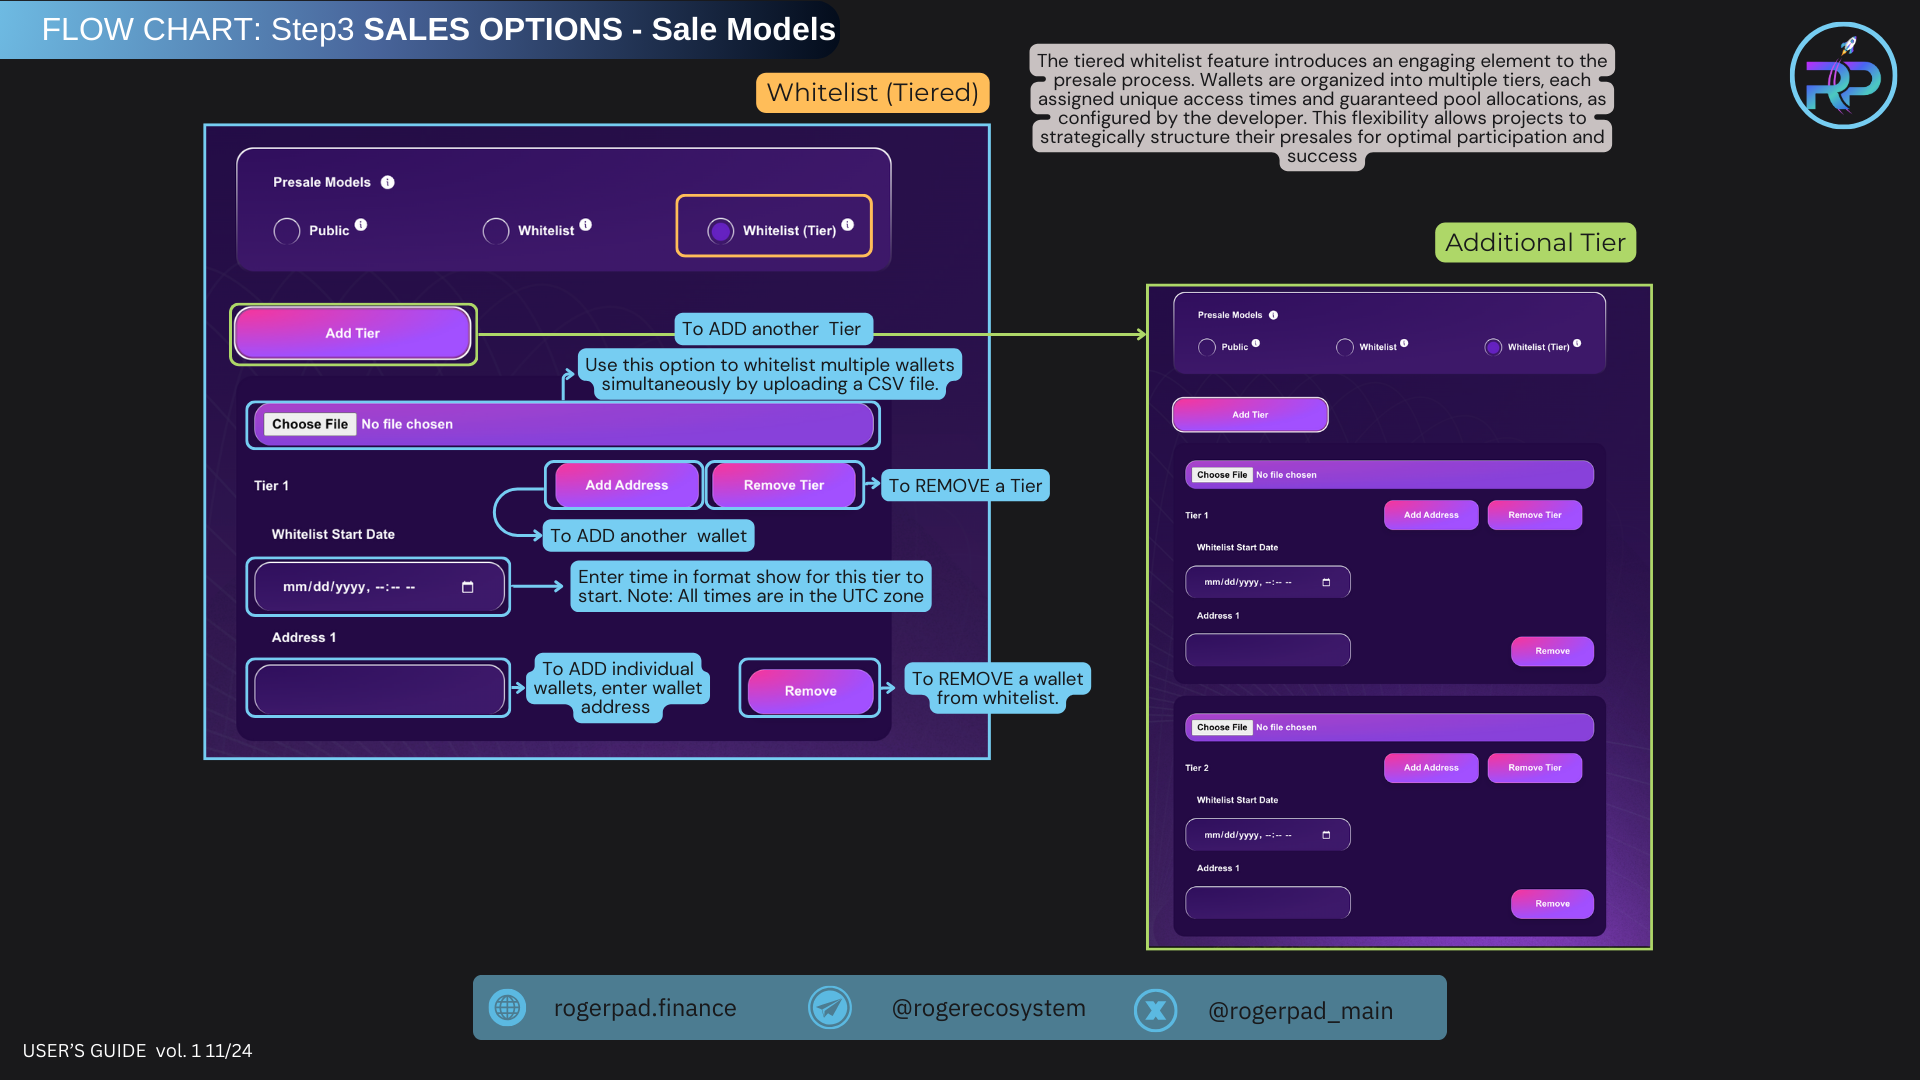 FLOW CHART: Step3 SALES OPTIONS - Sale Models
Whitelist (Tiered)
The tiered whitelist feature introduces an engaging element to the
presale process. Wallets are organized into multiple tiers, each
assigned unique access times and guaranteed pool allocations, as
configured by the developer. This flexibility allows projects to
strategically structure their presales for optimal participation and
success
RP
Presale Models
Public
Whitelist
Whitelist (Tier)
Add Tier
To ADD another Tier
Use this option to whitelist multiple wallets
simultaneously by uploading a CSV file.
Choose File No file chosen
Tier 1
Add Address
Remove Tier
To REMOVE a Tier
To ADD another wallet
Whitelist Start Date
mm/dd/yyyy, --:-- --
Enter time in format show for this tier to
start. Note: All times are in the UTC zone
Address 1
To ADD individual
wallets, enter wallet
address
Remove
To REMOVE a wallet
from whitelist.
Additional Tier
Presale Models
Public
Whitelist
Whitelist (Tier)
Add Tier
Choose File No file chosen
Tier 1
Add Address
Remove Tier
Whitelist Start Date
mm/dd/yyyy, --:-- --
Address 1
Remove
Choose File No file chosen
Tier 2
Add Address
Remove Tier
Whitelist Start Date
mm/dd/yyyy, --:-- --
Address 1
Remove
rogerpad.finance
@rogerecosystem
@rogerpad_main
USER’S GUIDE vol. 1 11/24